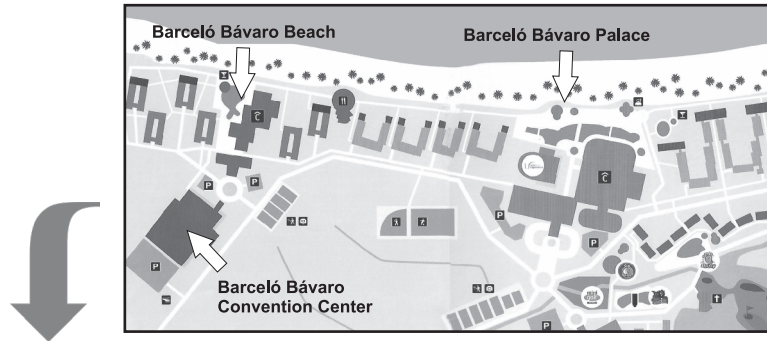 Barceló Bávaro Beach
Barceló Bávaro Palace
P
P
P
P
P
Barceló Bávaro
Convention Center
P